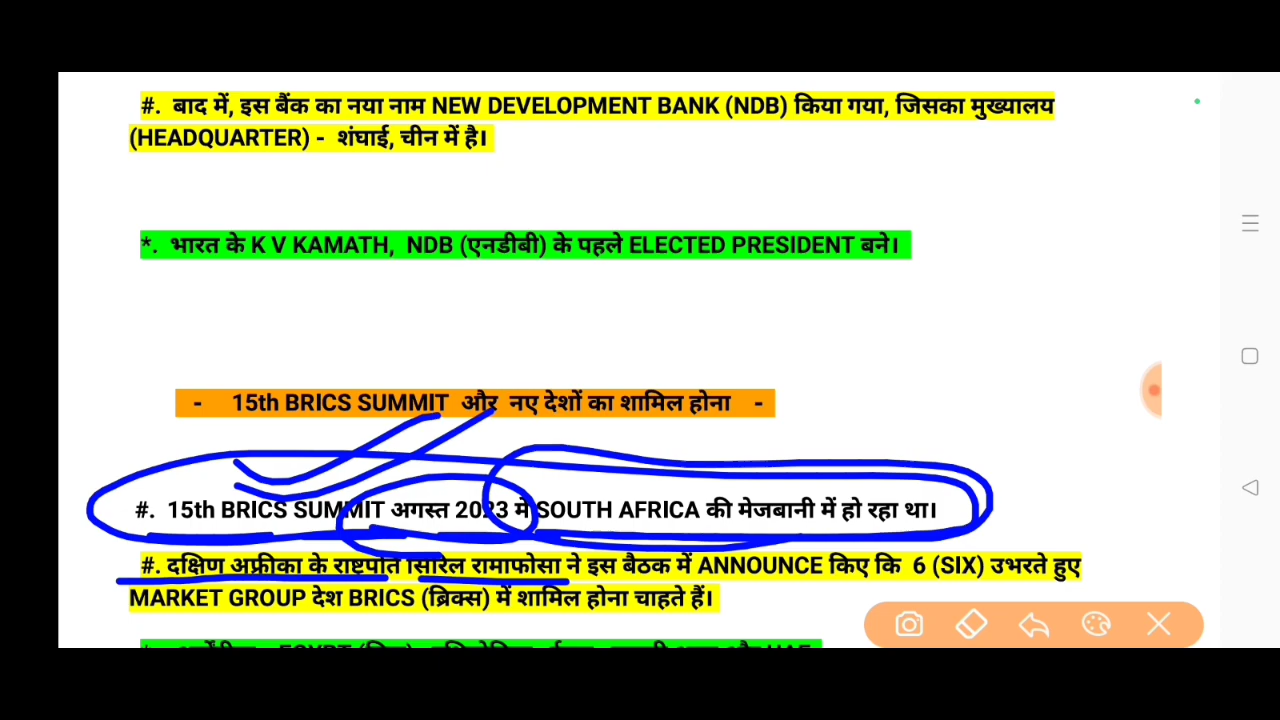 #. बाद में, इस बैंक का नया नाम NEW DEVELOPMENT BANK (NDB) किया गया, जिसका मुख्यालय
(HEADQUARTER) - शंघाई, चीन में है।
*. भारत के K V KAMATH, NDB (एनडीबी) के पहले ELECTED PRESIDENT बने।
- 15th BRICS SUMMIT और नए देशों का शामिल होना -
#. 15th BRICS SUMMIT अगस्त 2023 मे SOUTH AFRICA की मेजबानी में हो रहा था।
#. दक्षिण अफ्रीका के राष्टपति सिरिल रामाफोसा ने इस बैठक में ANNOUNCE किए कि 6 (SIX) उभरते हुए
MARKET GROUP देश BRICS (ब्रिक्स) में शामिल होना चाहते हैं।